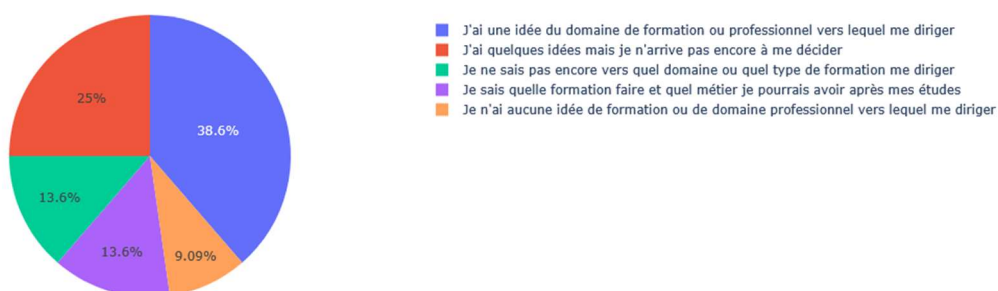 25%
38.6%
13.6%
13.6%
9.09%
J'ai une idée du domaine de formation ou professionnel vers lequel me diriger
J'ai quelques idées mais je n'arrive pas encore à me décider
Je ne sais pas encore vers quel domaine ou quel type de formation me diriger
Je sais quelle formation faire et quel métier je pourrais avoir après mes études
Je n'ai aucune idée de formation ou de domaine professionnel vers lequel me diriger